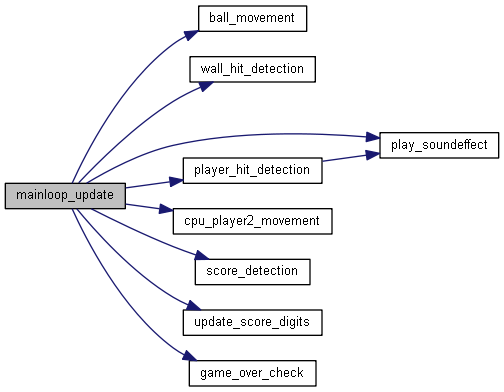 ball_movement
wall_hit_detection
play_soundeffect
player_hit_detection
mainloop_update
cpu_player2_movement
score_detection
update_score_digits
game_over_check